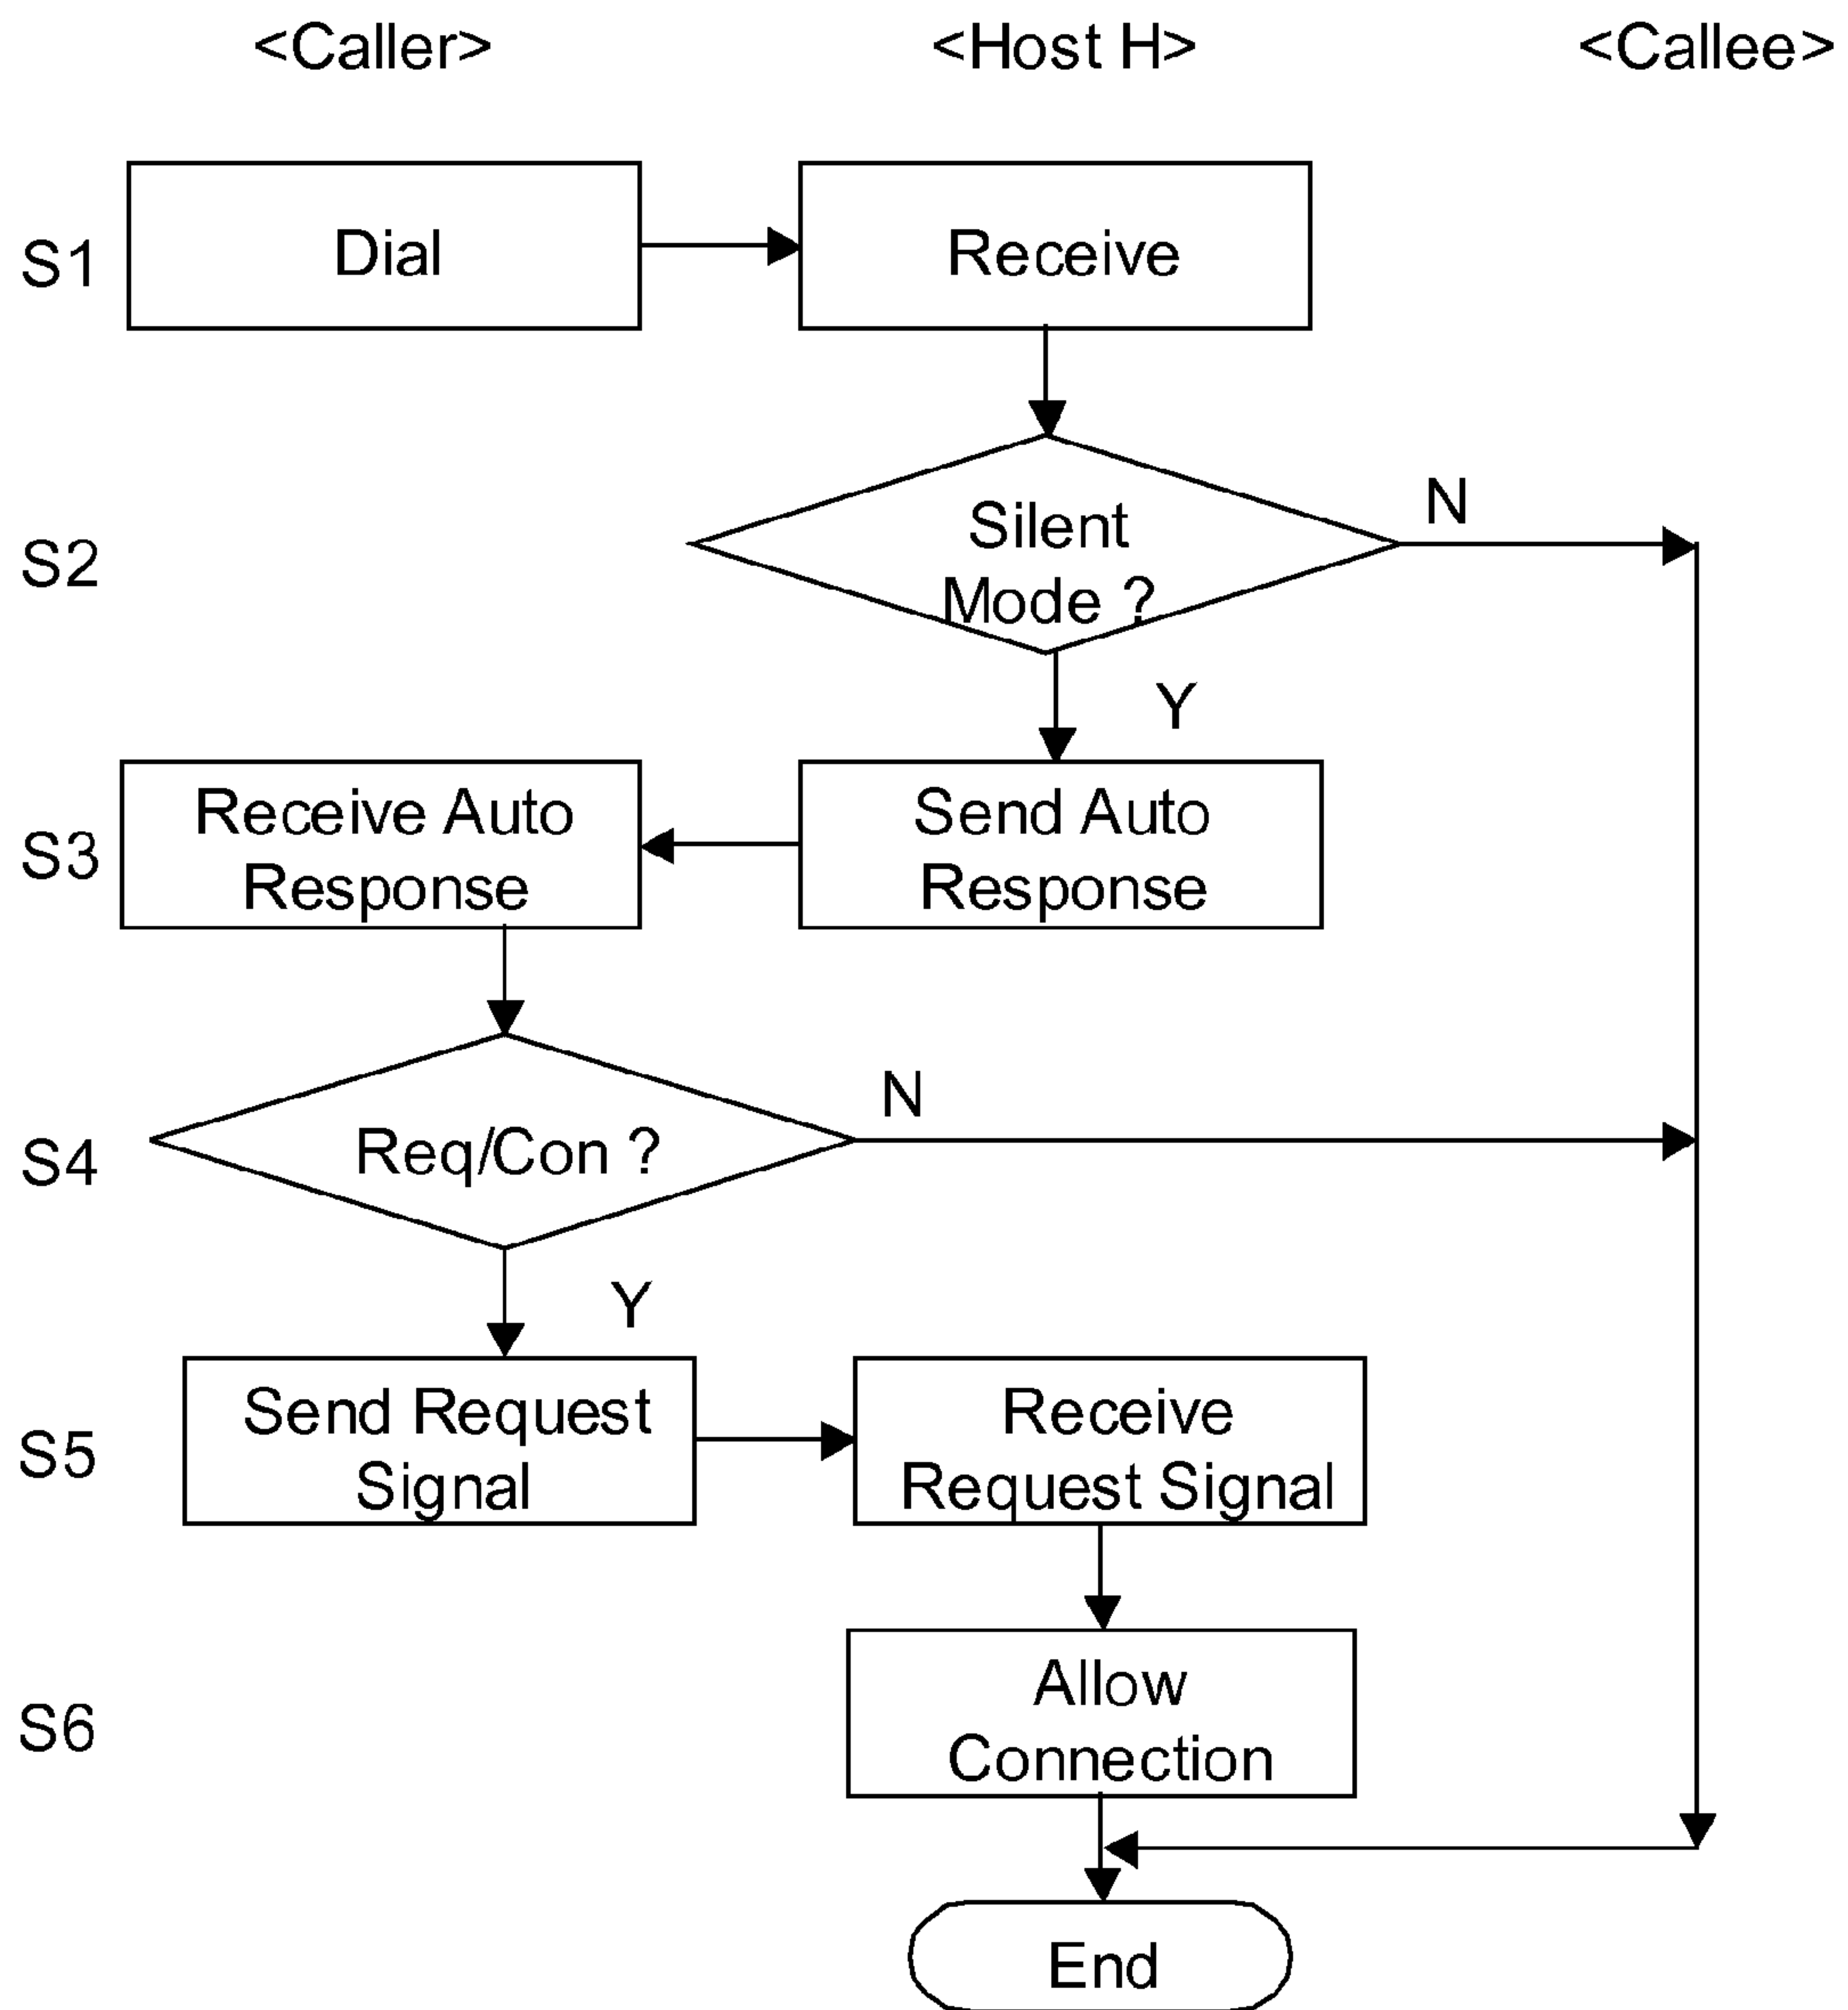 <Caller>
<Host H>
<Callee>
S1
Dial
Receive
S2
Silent
Mode ?
N
Y
S3
Receive Auto
Response
Send Auto
Response
S4
Req/Con ?
N
Y
S5
Send Request
Signal
Receive
Request Signal
S6
Allow
Connection
End